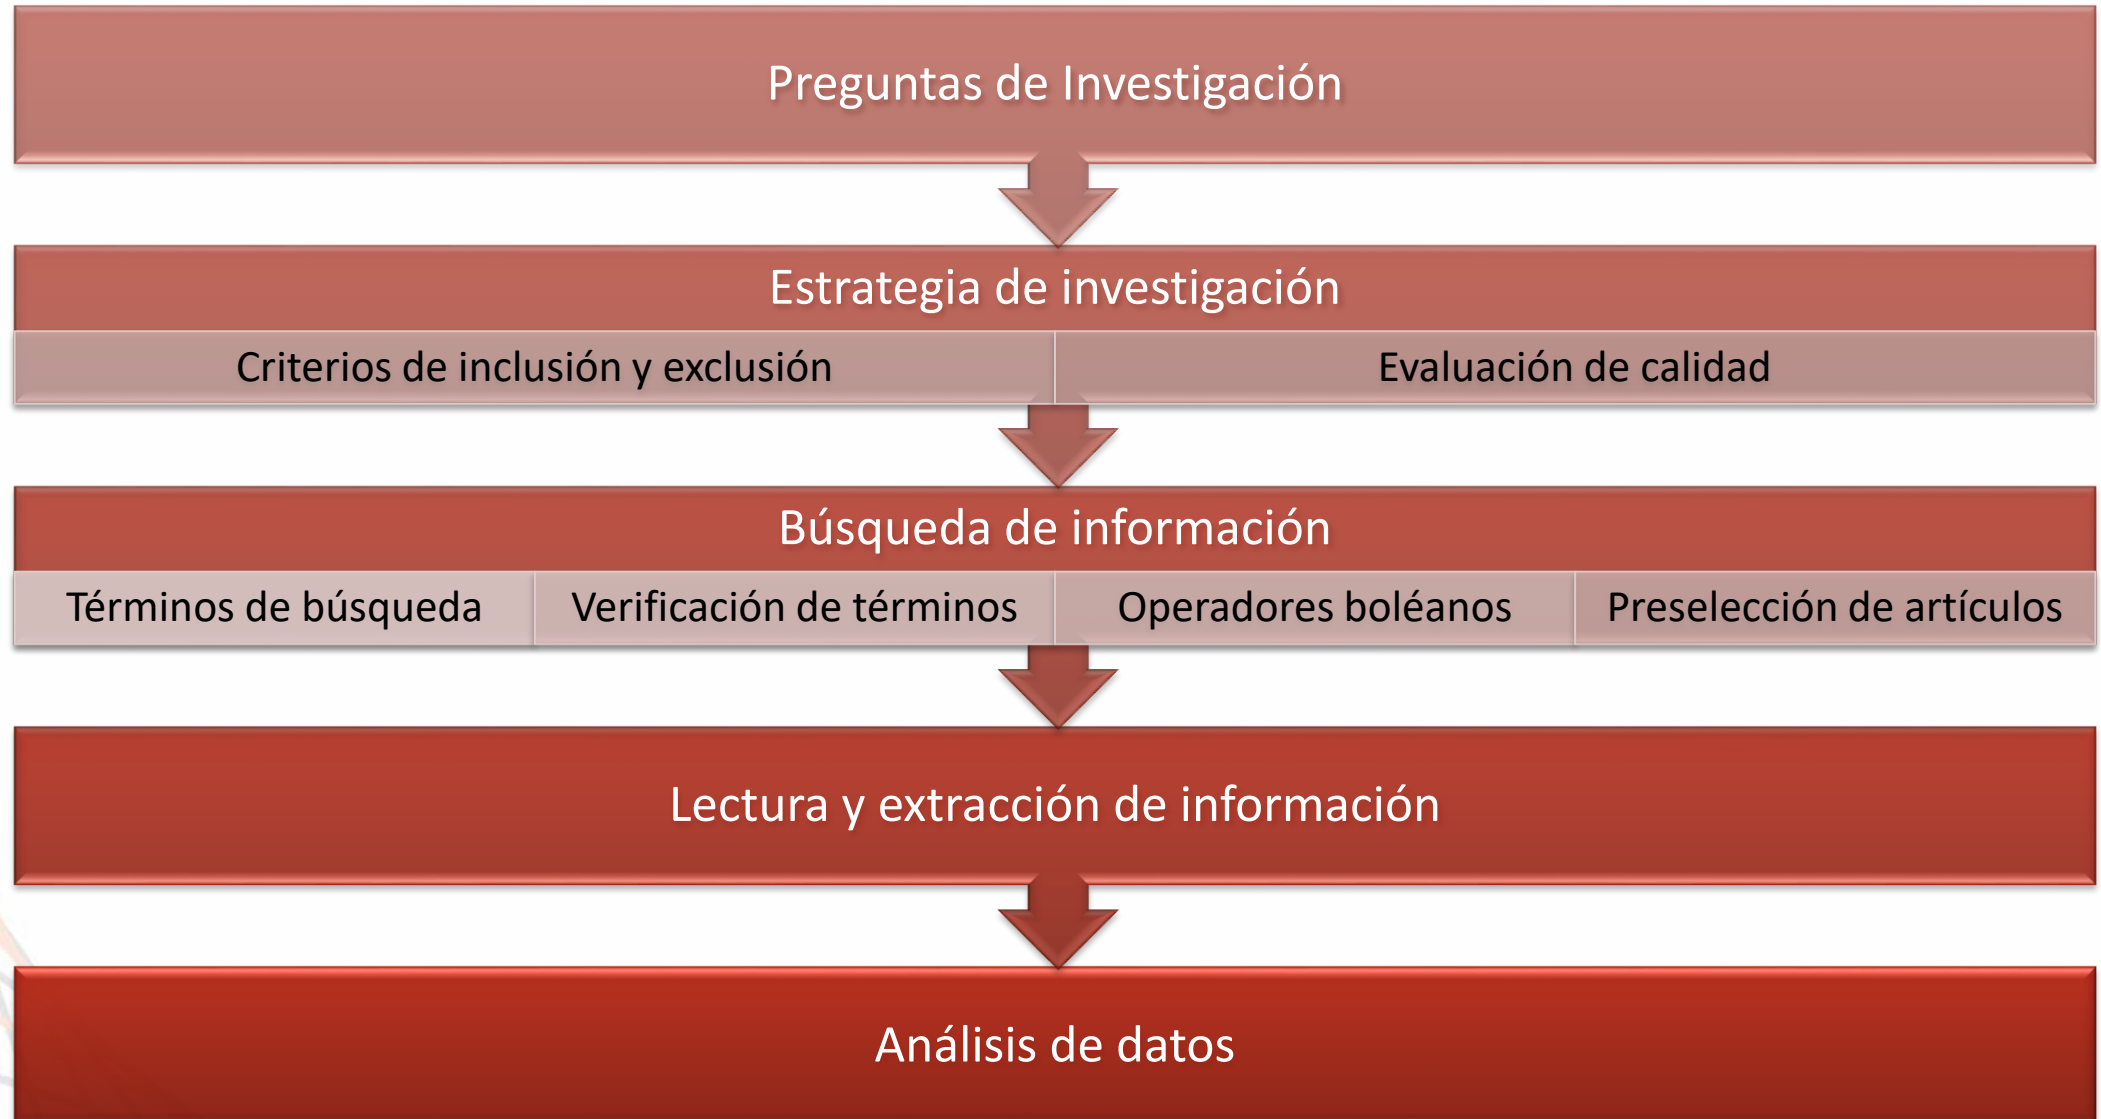 Preguntas de Investigación
Estrategia de investigación
Criterios de inclusión y exclusión
Evaluación de calidad
Búsqueda de información
Términos de búsqueda
Verificación de términos
Operadores boléanos
Preselección de artículos
Lectura y extracción de información
Análisis de datos